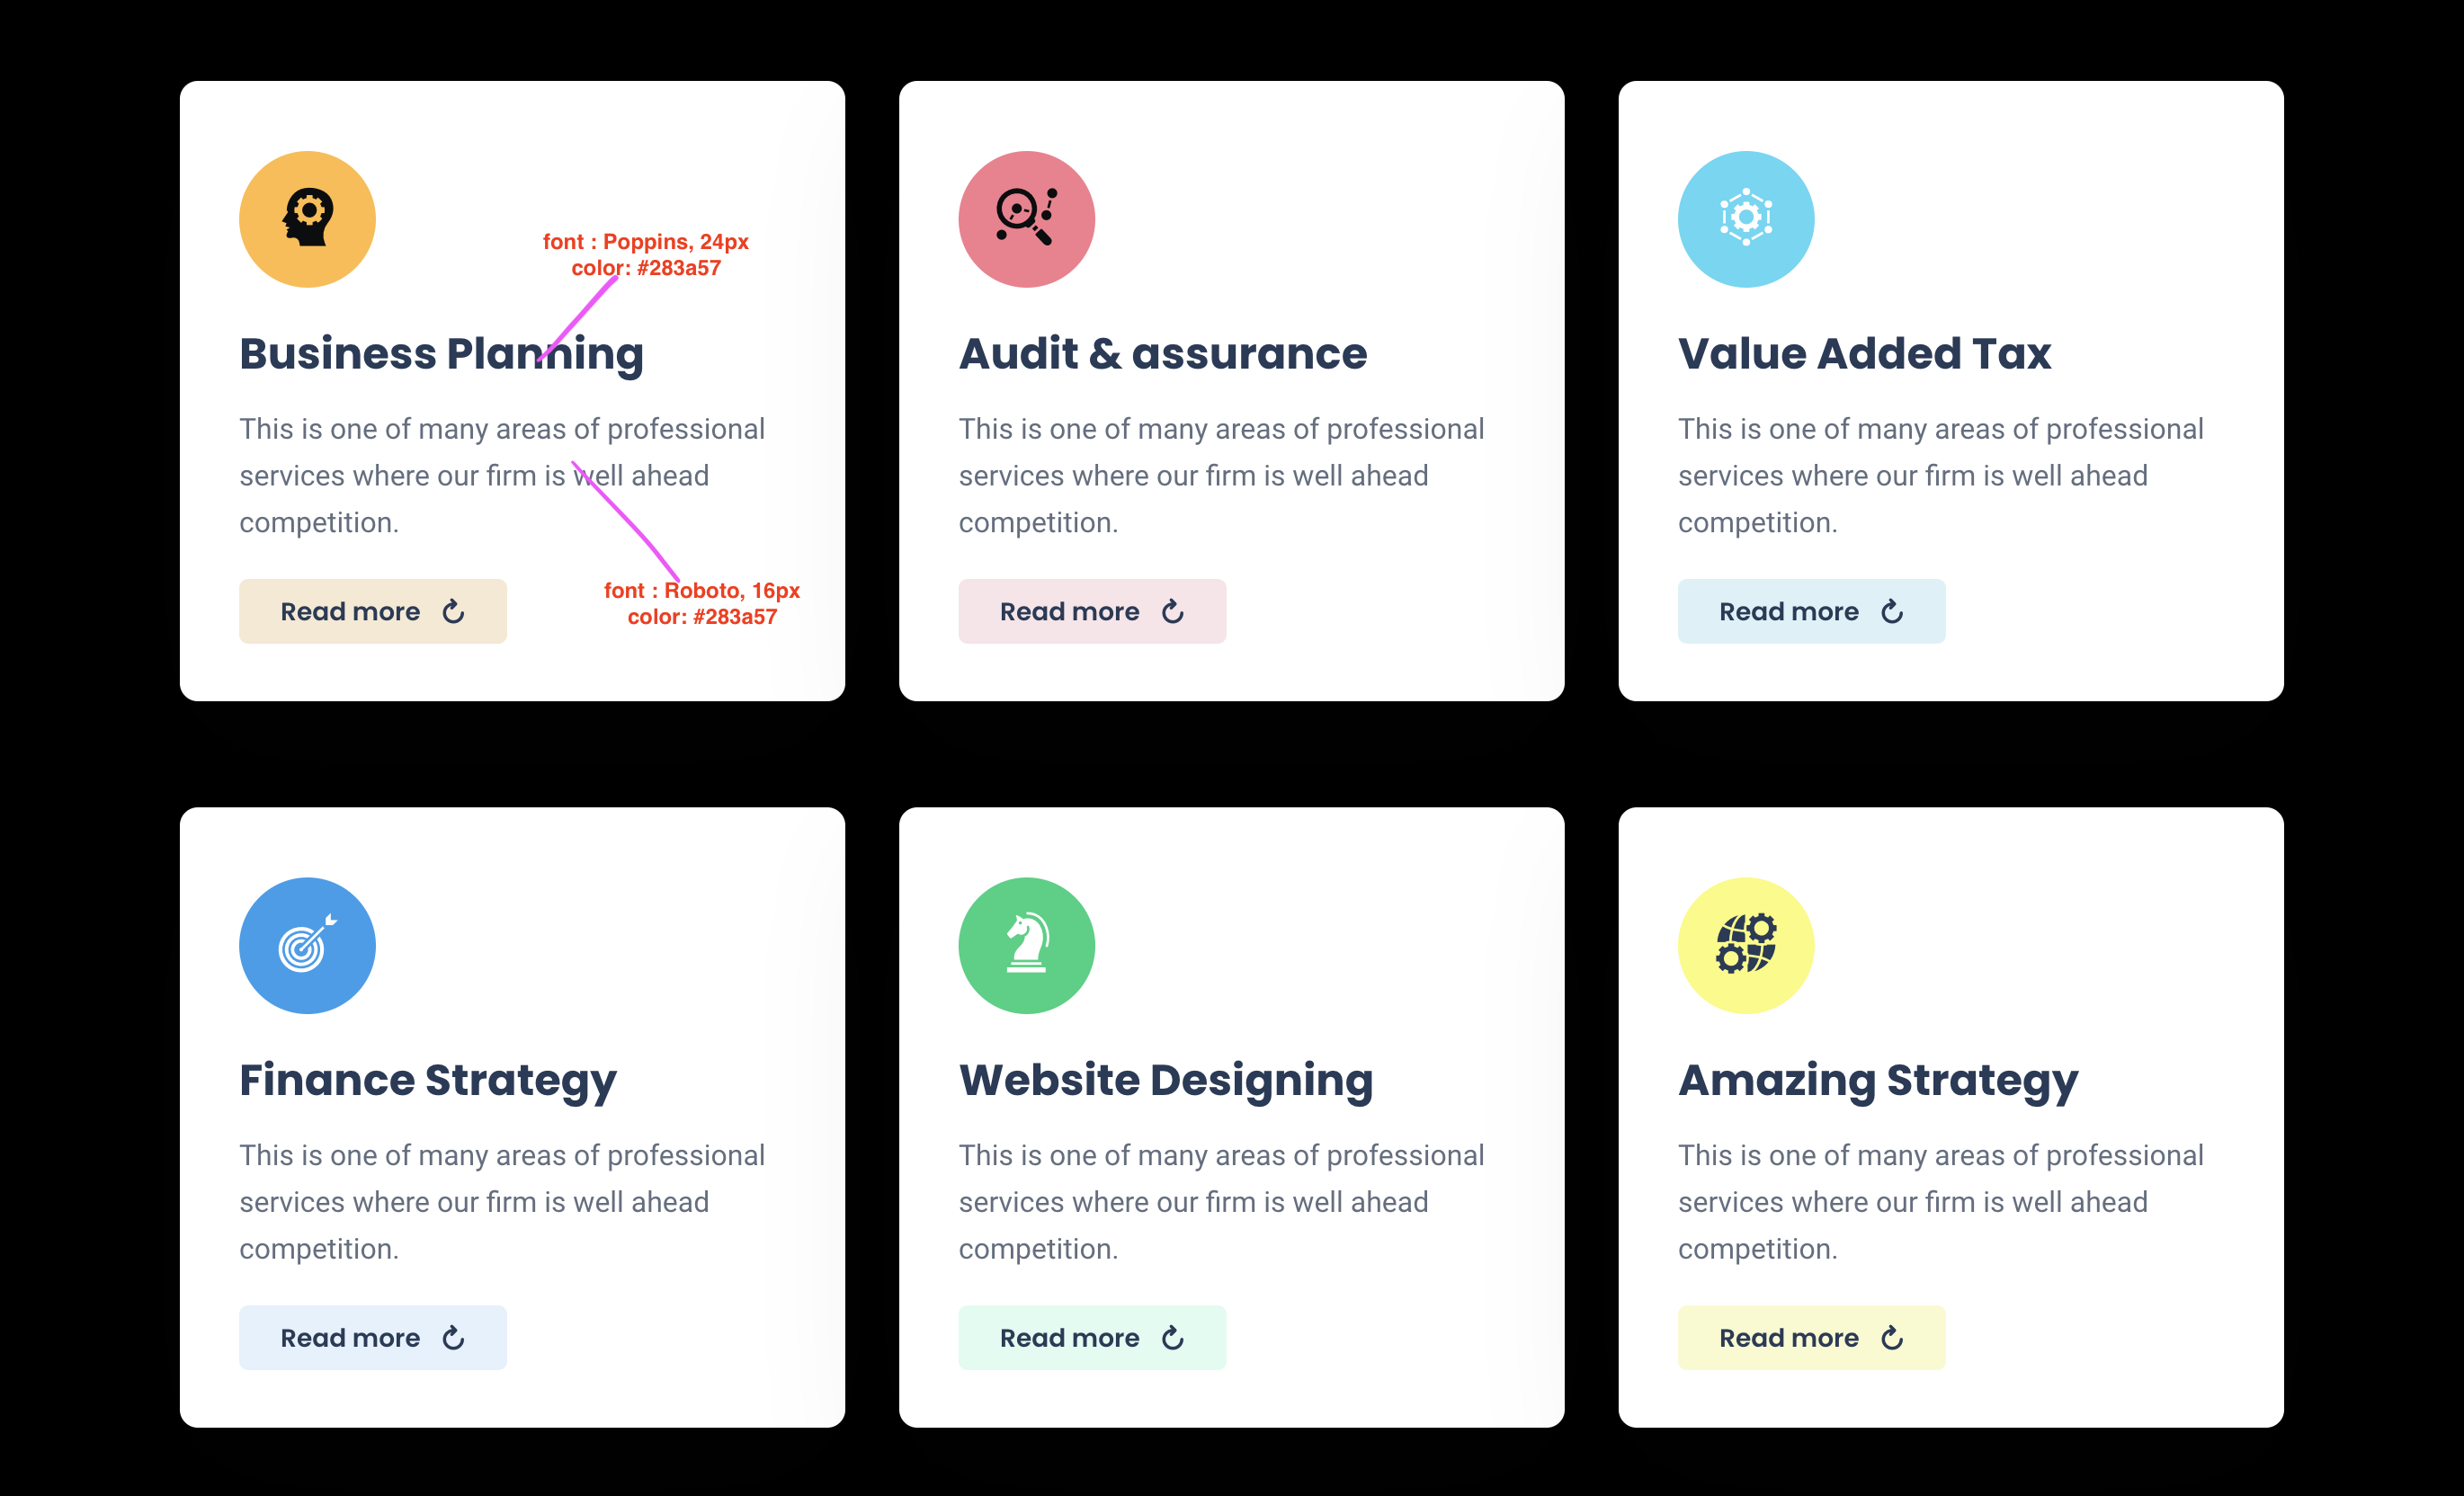 font : Poppins, 24px
color: #283a57
Business Planning
This is one of many areas of professional
services where our firm is well ahead
competition.
Read more
font : Roboto, 16px
color: #283a57
Audit & assurance
This is one of many areas of professional
services where our firm is well ahead
competition.
Read more
Value Added Tax
This is one of many areas of professional
services where our firm is well ahead
competition.
Read more
Finance Strategy
This is one of many areas of professional
services where our firm is well ahead
competition.
Read more
Website Designing
This is one of many areas of professional
services where our firm is well ahead
competition.
Read more
Amazing Strategy
This is one of many areas of professional
services where our firm is well ahead
competition.
Read more